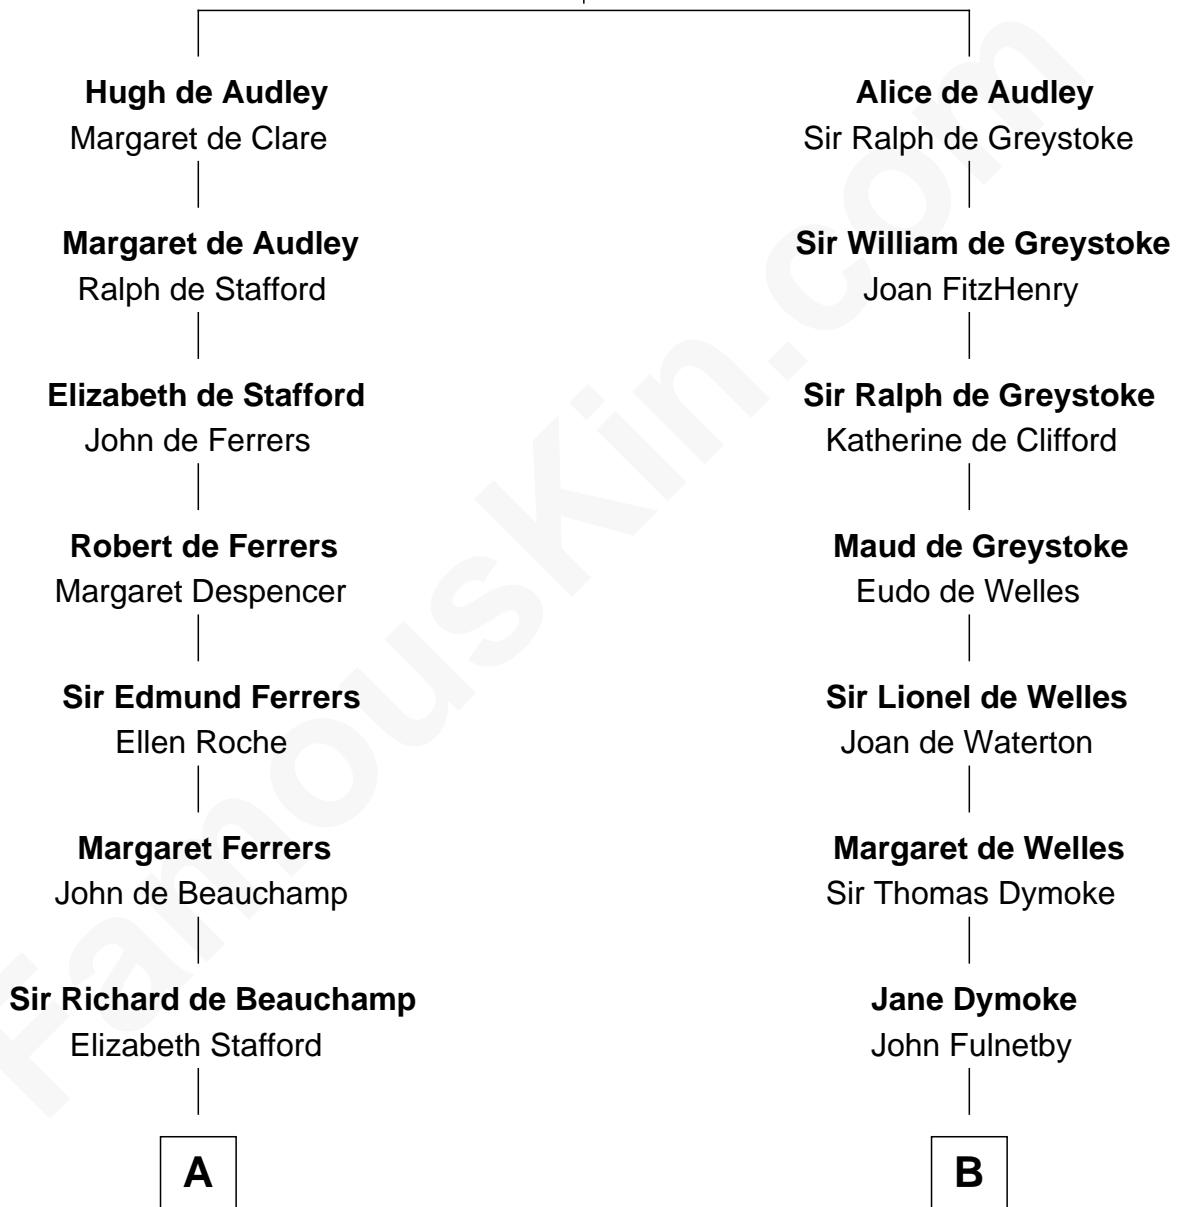 Hugh de Audley
Margaret de Clare
Margaret de Audley
Ralph de Stafford
Elizabeth de Stafford
John de Ferrers
Robert de Ferrers
Margaret Despencer
Sir Edmund Ferrers
Ellen Roche
Margaret Ferrers
John de Beauchamp
Sir Richard de Beauchamp
Elizabeth Stafford
A
Alice de Audley
Sir Ralph de Greystoke
Sir William de Greystoke
Joan FitzHenry
Sir Ralph de Greystoke
Katherine de Clifford
Maud de Greystoke
Eudo de Welles
Sir Lionel de Welles
Joan de Waterton
Margaret de Welles
Sir Thomas Dymoke
Jane Dymoke
John Fulnetby
B
FamousKin.com